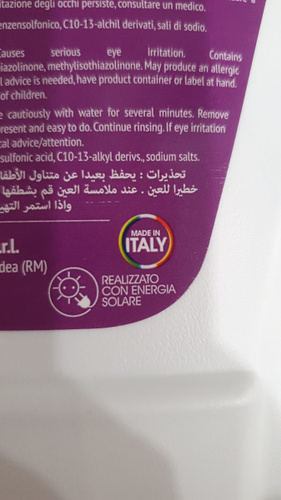 itazione degli occhi persiste, consultare un medico.
enzensolfonico, C10-13-alchil derivati, sali di sodio.
Causes serious eye irritation. Contains
iazolinone, methylisothiazolinone. May produce an allergic
l advice is needed, have product container or label at hand.
of children.
e cautiously with water for several minutes. Remove
present and easy to do. Continue rinsing. If eye irritation
cal advice/attention.
sulfonic acid, C10-13-alkyl derivs., sodium salts.
تحذيرات : يحفظ بعيدا عن متناول الأطفا
خطيرا للعين . عند ملامسة العين قم بشطفها
وإذا استمر التهي
.r.l.
dea (RM)
MADE IN
ITALY
REALIZZATO
CON ENERGIA
SOLARE